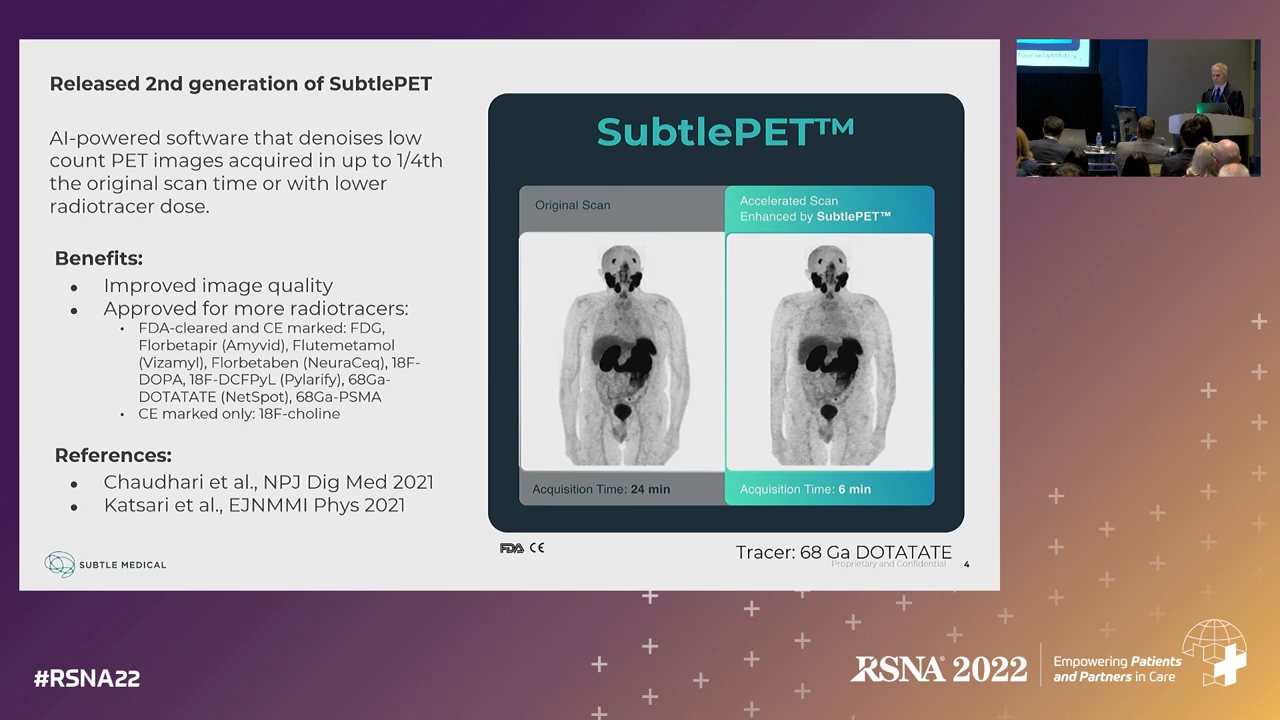 Released 2nd generation of SubtlePET
AI-powered software that denoises low
count PET images acquired in up to 1/4th
the original scan time or with lower
radiotracer dose.
Benefits:
● Improved image quality
● Approved for more radiotracers:
• FDA-cleared and CE marked: FDG,
Florbetapir (Amyvid), Flutemetamol
(Vizamyl), Florbetaben (NeuraCeq), 18F-
DOPA, 18F-DCFPyL (Pylarify), 68Ga-
DOTATATE (NetSpot), 68Ga-PSMA
• CE marked only: 18F-choline
References:
● Chaudhari et al., NPJ Dig Med 2021
● Katsari et al., EJNMMI Phys 2021
SUBTLE MEDICAL
SubtlePET™
Original Scan
Accelerated Scan
Enhanced by SubtlePET™
Acquisition Time: 24 min
Acquisition Time: 6 min
FDA CE
Tracer: 68 Ga DOTATATE
Proprietary and Confidential
4
#RSNA22
RSNA® 2022
Empowering Patients
and Partners in Care